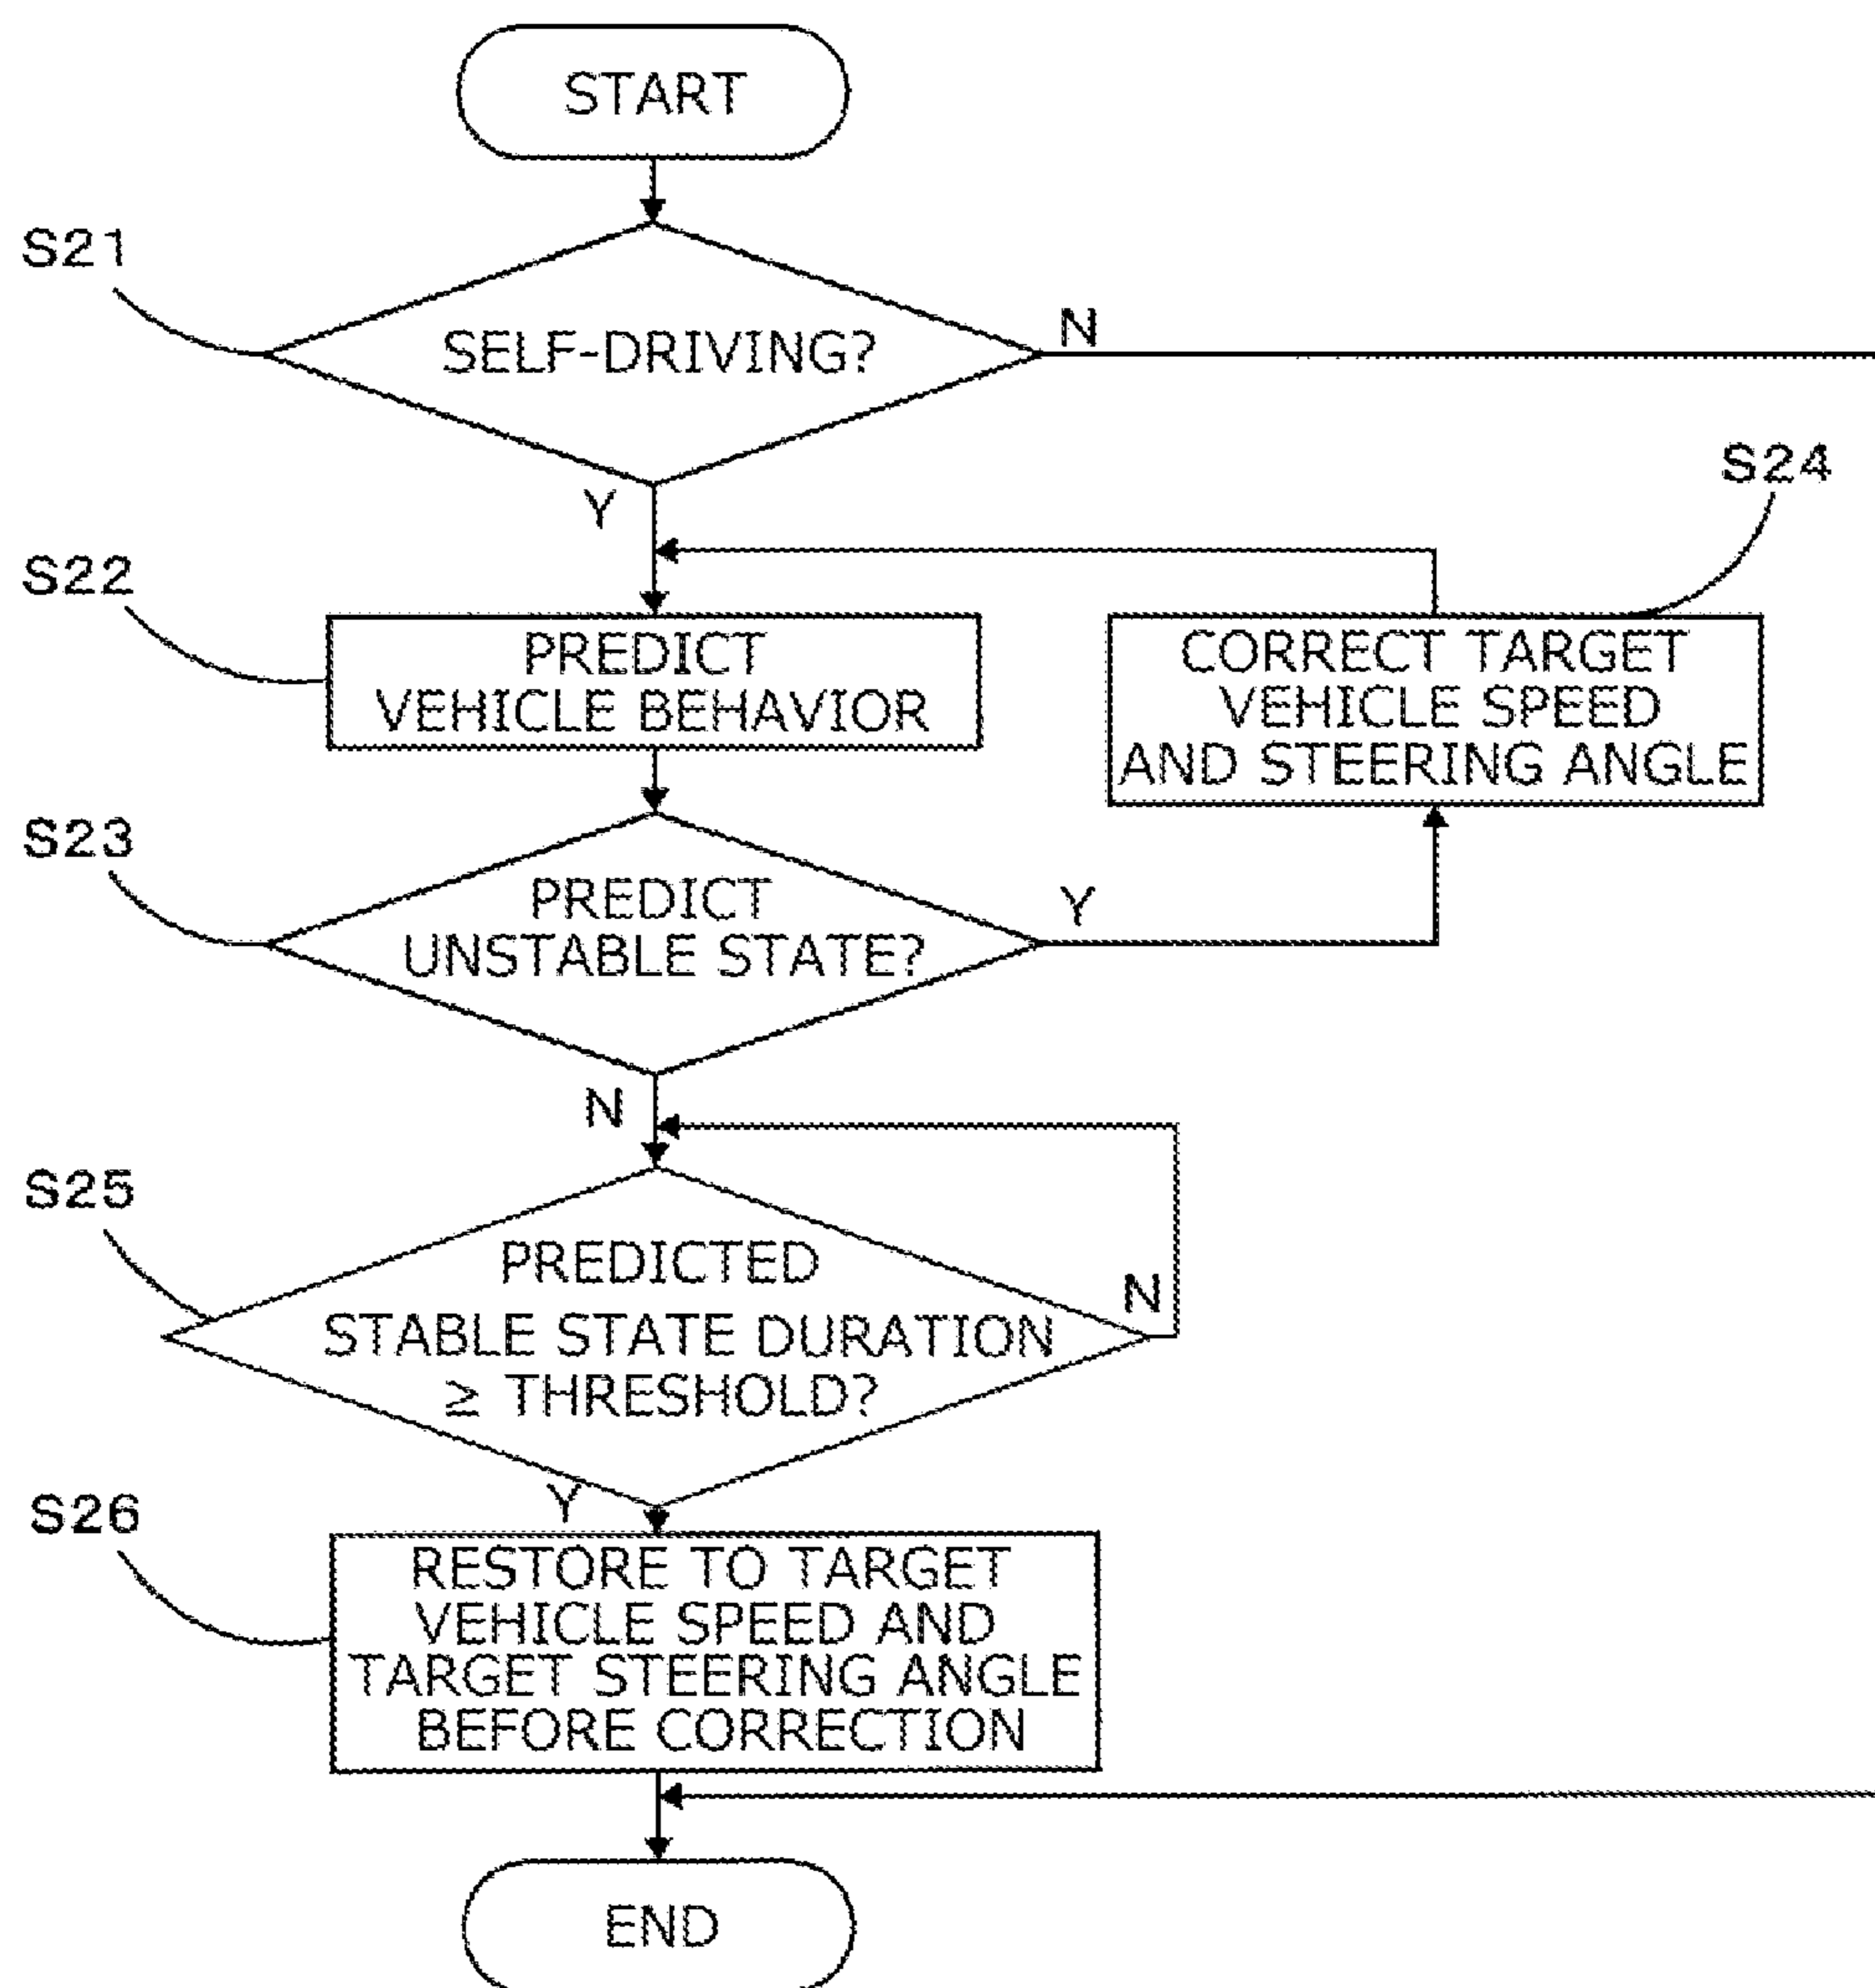 START
S21
SELF-DRIVING?
N
S24
Y
S22
PREDICT
VEHICLE BEHAVIOR
CORRECT TARGET
VEHICLE SPEED
AND STEERING ANGLE
S23
PREDICT
UNSTABLE STATE?
Y
N
S25
PREDICTED
STABLE STATE DURATION
≥ THRESHOLD?
N
Y
S26
RESTORE TO TARGET
VEHICLE SPEED AND
TARGET STEERING ANGLE
BEFORE CORRECTION
END